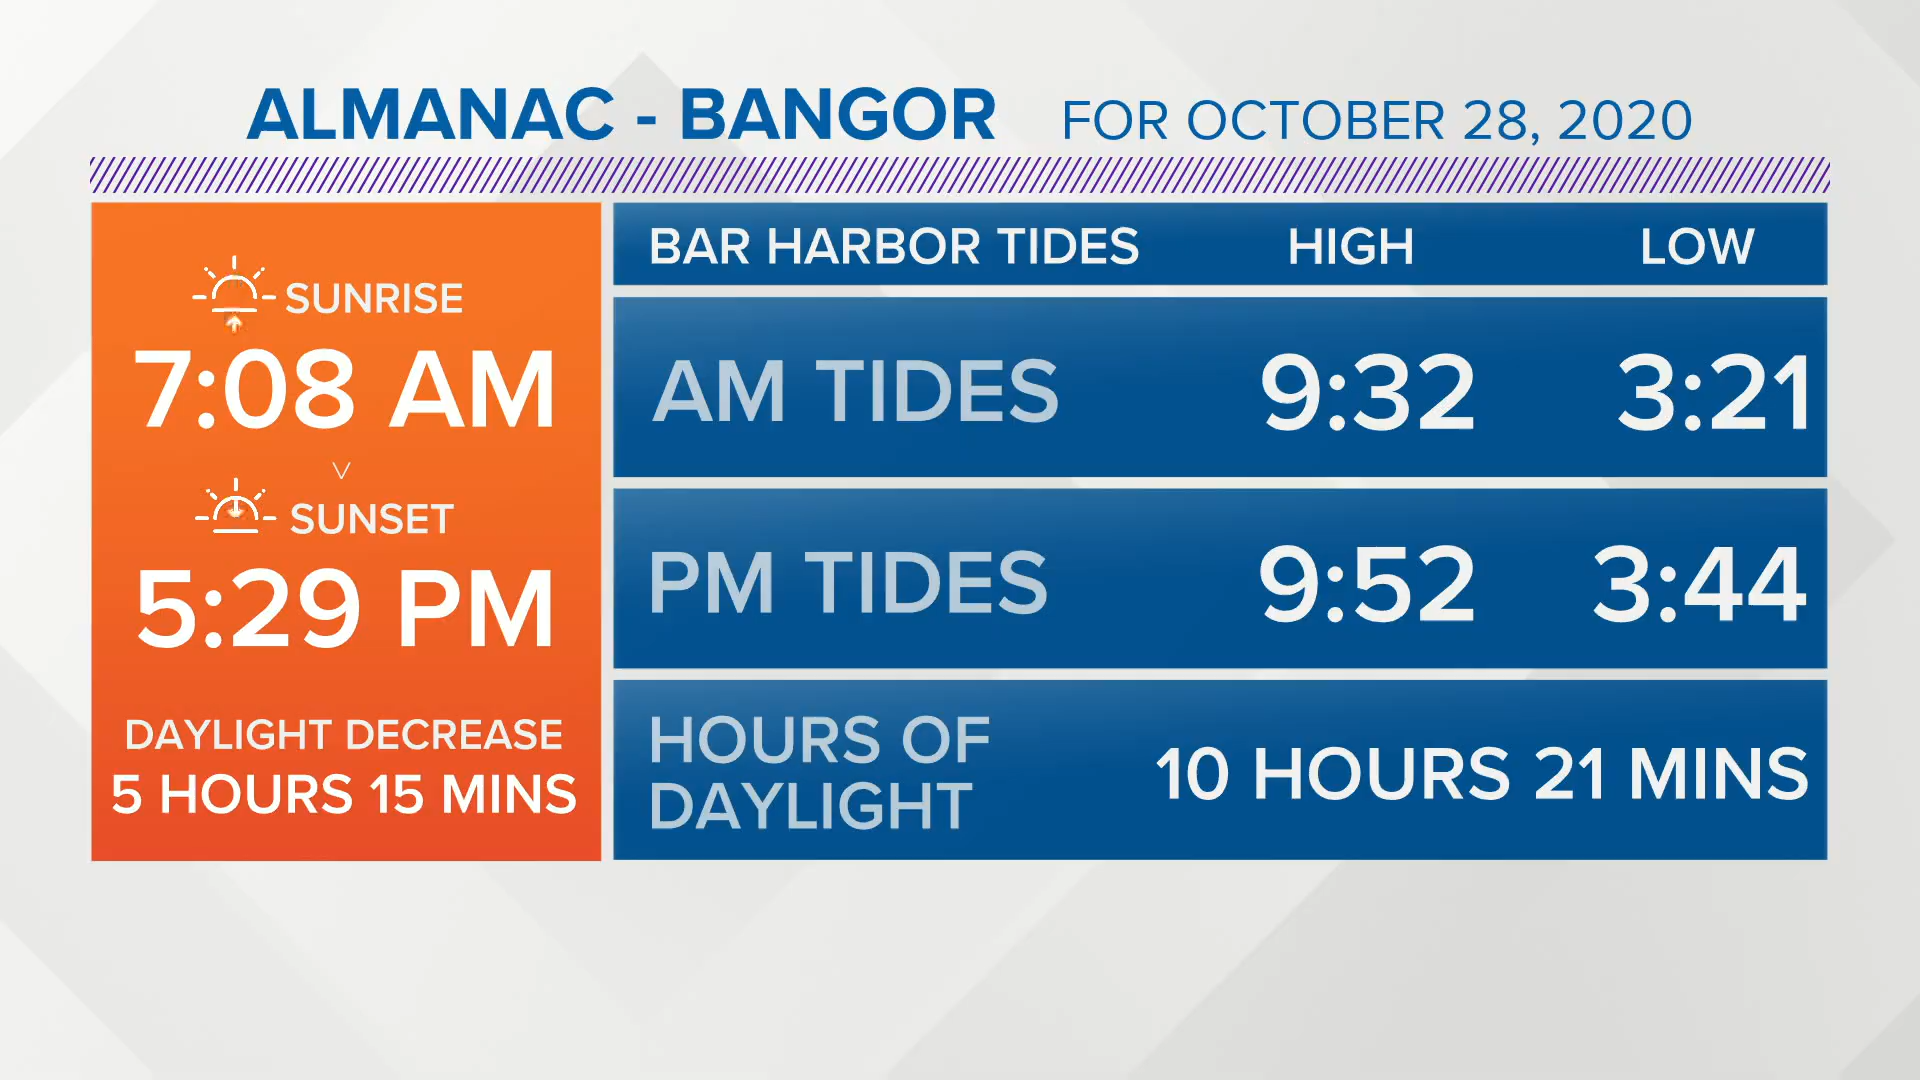 ALMANAC - BANGOR FOR OCTOBER 28, 2020
SUNRISE
7:08 AM
SUNSET
5:29 PM
DAYLIGHT DECREASE
5 HOURS 15 MINS
BAR HARBOR TIDES HIGH LOW
AM TIDES 9:32 3:21
PM TIDES 9:52 3:44
HOURS OF
DAYLIGHT
10 HOURS 21 MINS